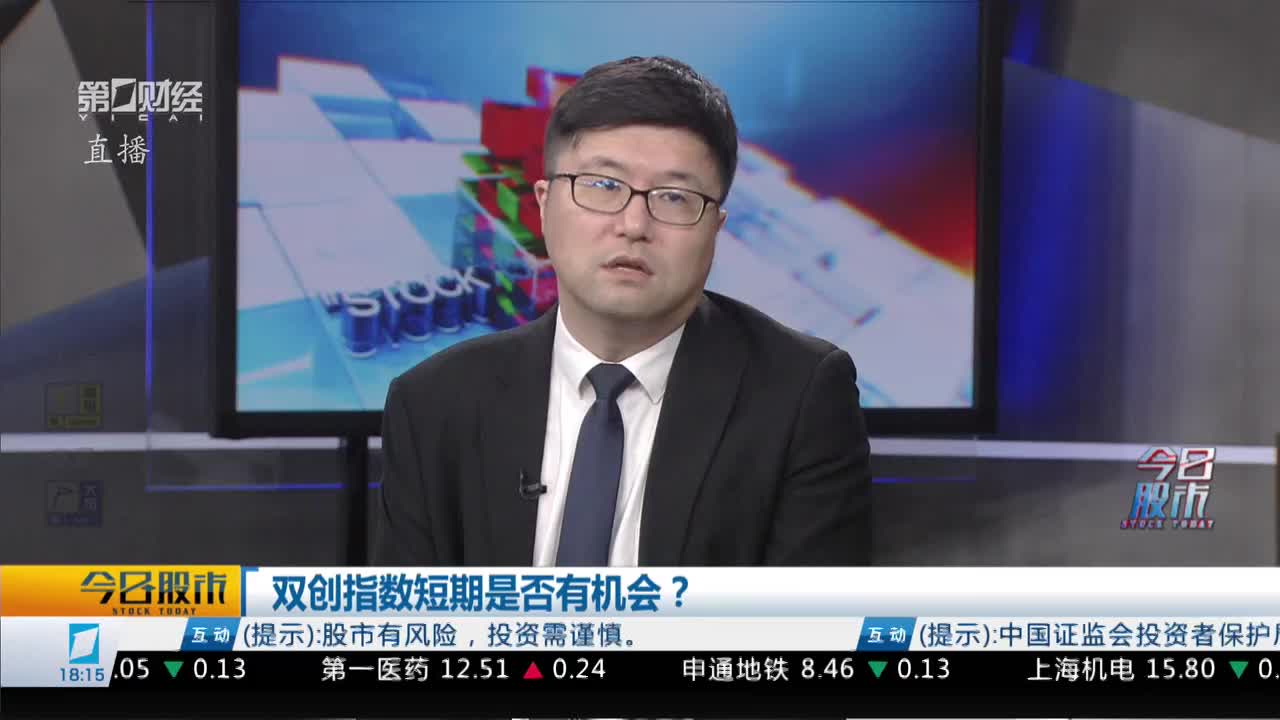 第一财经
YICAI
直播
"STOCK
今日
股市
STOCK TODAY
今日股市
STOCK TODAY
双创指数短期是否有机会？
互动 (提示):股市有风险，投资需谨慎。 互动 (提示):中国证监会投资者保护
18:15 .05 ▼ 0.13 第一医药 12.51 ▲ 0.24 申通地铁 8.46 ▼ 0.13 上海机电 15.80 ▼ 0.